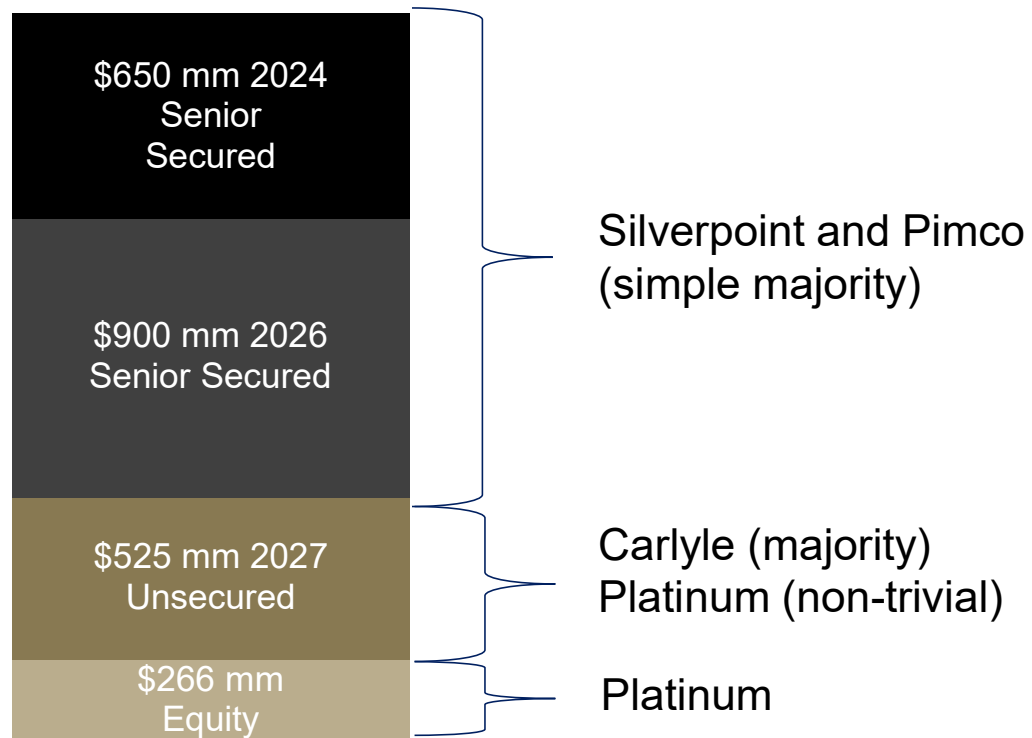 $650 mm 2024
Senior
Secured
Silverpoint and Pimco
(simple majority)
$900 mm 2026
Senior Secured
$525 mm 2027
Unsecured
Carlyle (majority)
Platinum (non-trivial)
$266 mm
Equity
Platinum